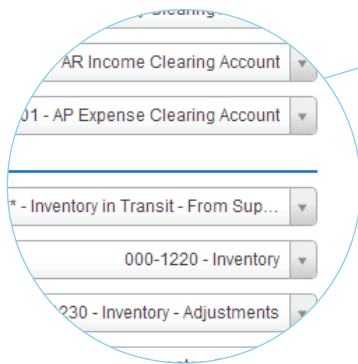 Clearing
AR Income Clearing Account
01 - AP Expense Clearing Account
* - Inventory in Transit - From Sup...
000-1220 - Inventory
230 - Inventory - Adjustments